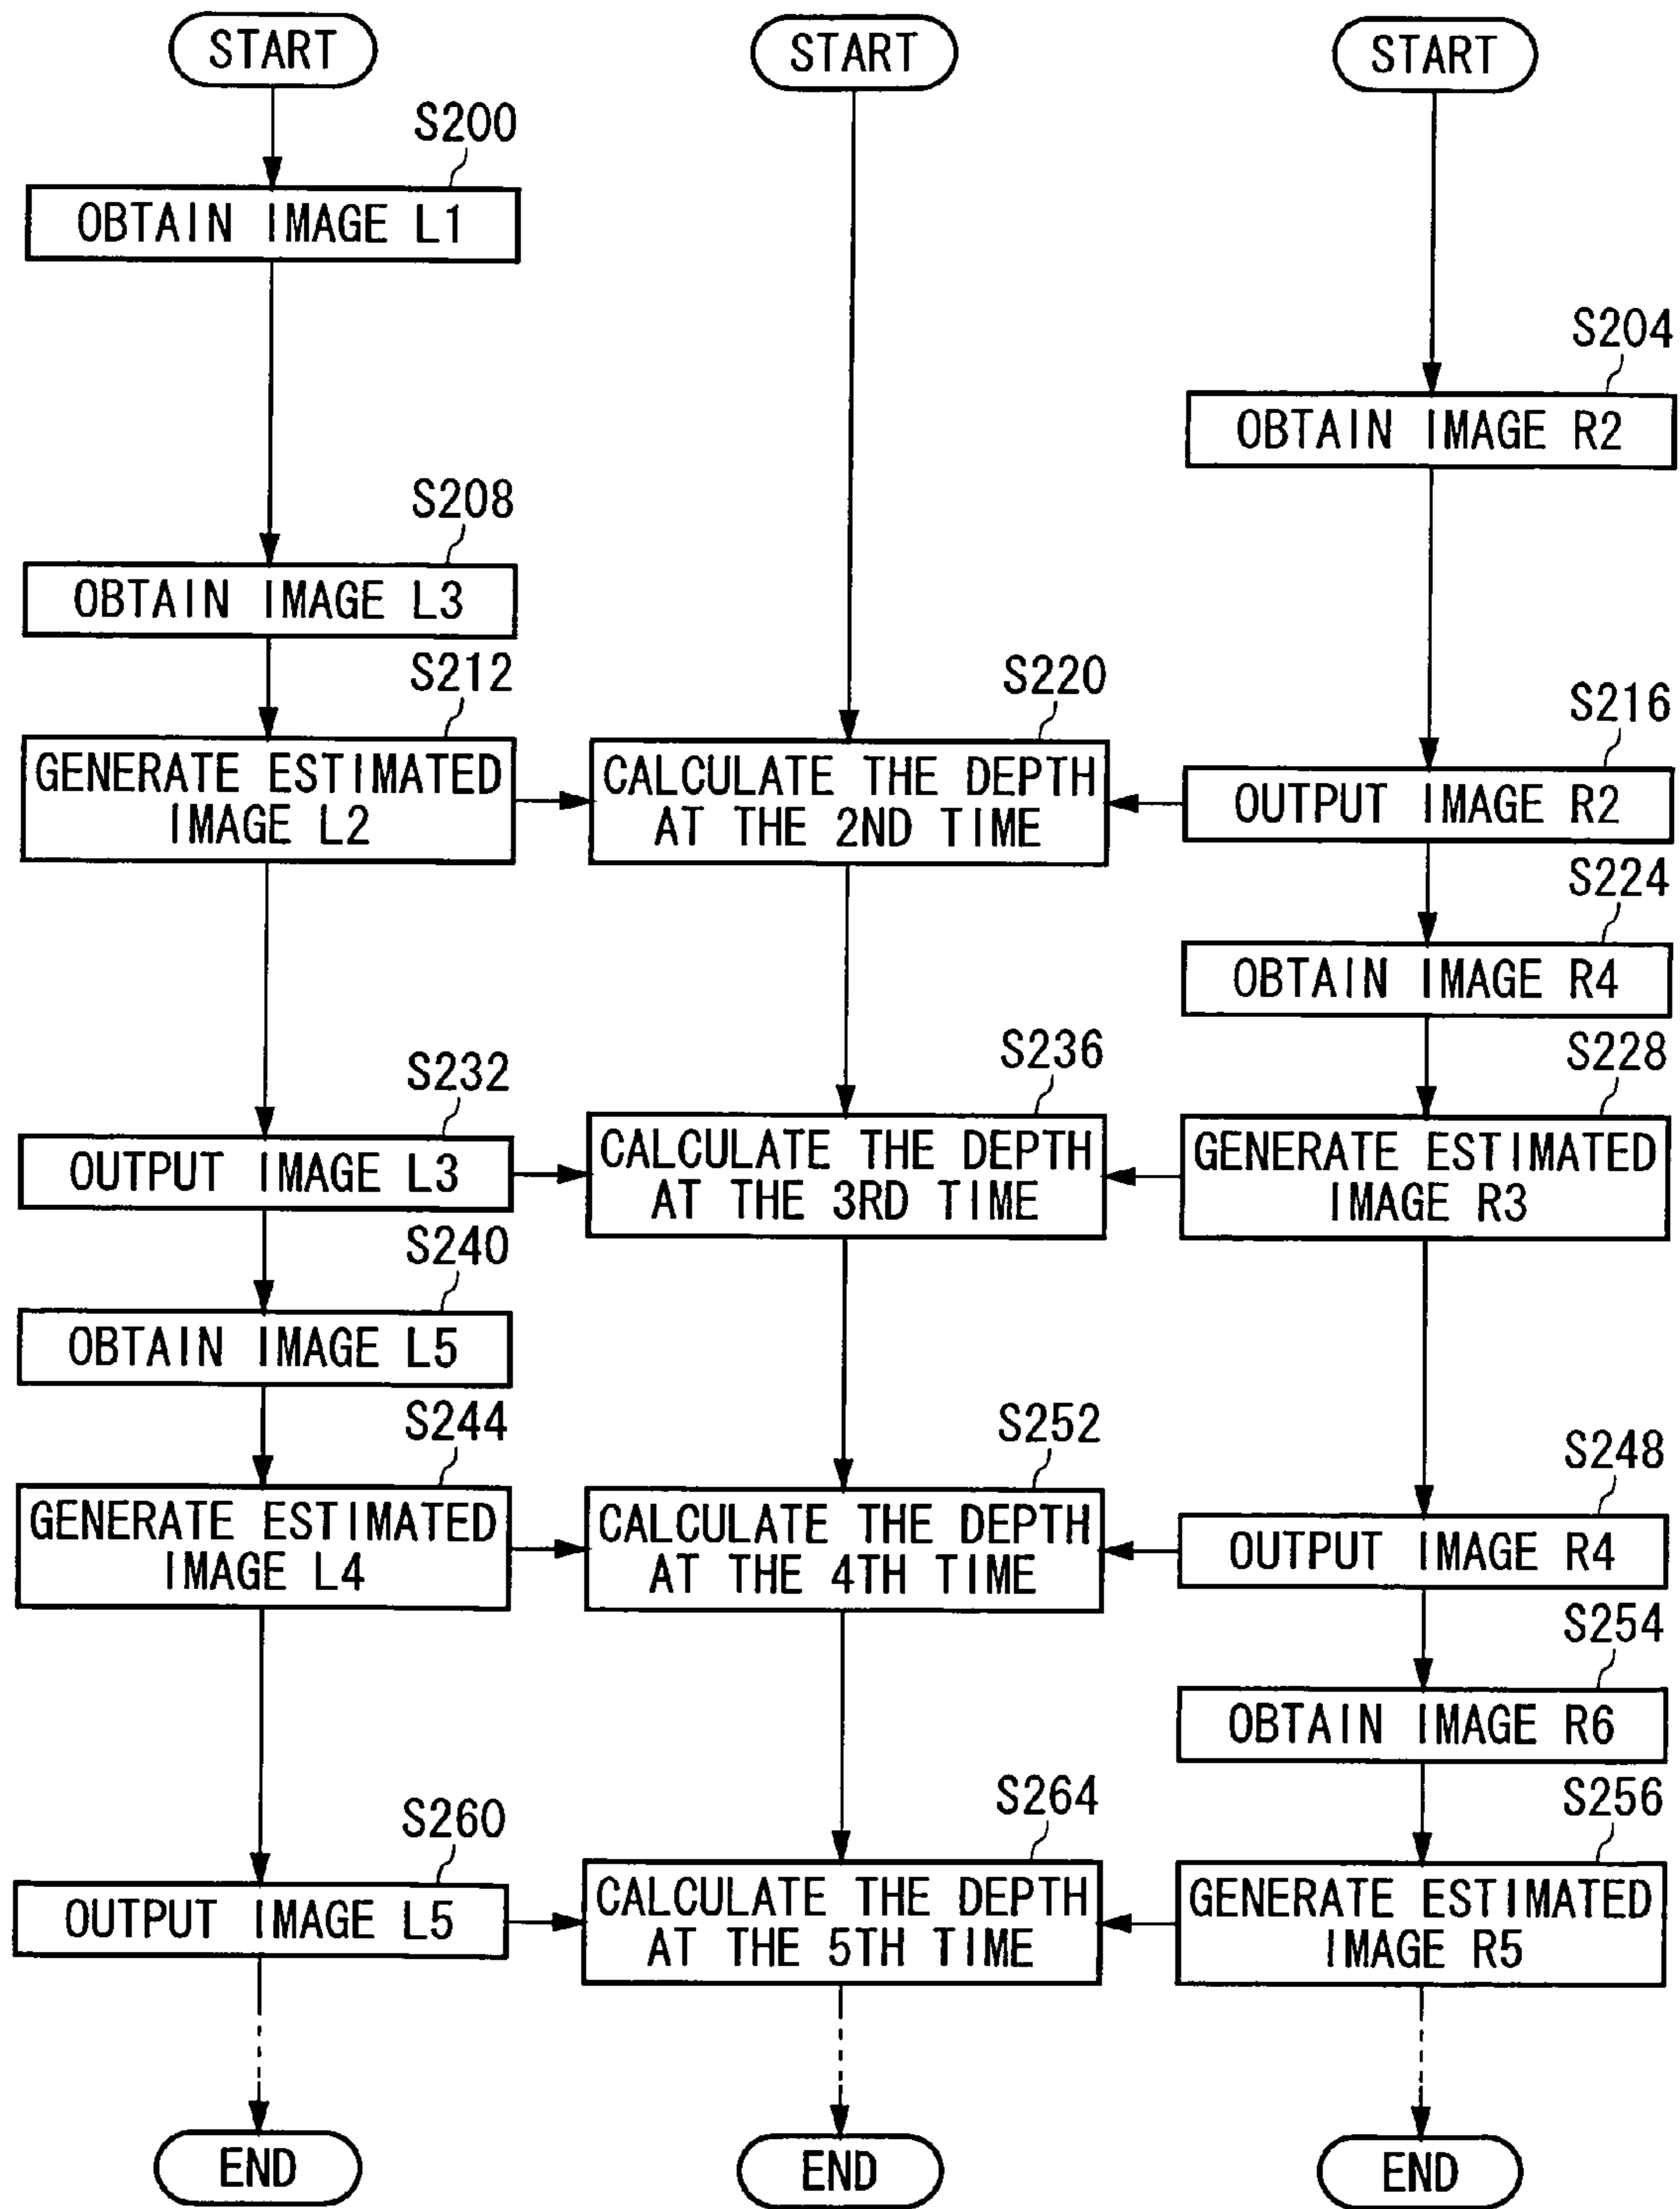 START
START
START
S200
OBTAIN IMAGE L1
S204
OBTAIN IMAGE R2
S208
OBTAIN IMAGE L3
S212
GENERATE ESTIMATED
IMAGE L2
S220
CALCULATE THE DEPTH
AT THE 2ND TIME
S216
OUTPUT IMAGE R2
S224
OBTAIN IMAGE R4
S232
OUTPUT IMAGE L3
S236
CALCULATE THE DEPTH
AT THE 3RD TIME
S228
GENERATE ESTIMATED
IMAGE R3
S240
OBTAIN IMAGE L5
S244
GENERATE ESTIMATED
IMAGE L4
S252
CALCULATE THE DEPTH
AT THE 4TH TIME
S248
OUTPUT IMAGE R4
S254
OBTAIN IMAGE R6
S260
OUTPUT IMAGE L5
S264
CALCULATE THE DEPTH
AT THE 5TH TIME
S256
GENERATE ESTIMATED
IMAGE R5
END
END
END